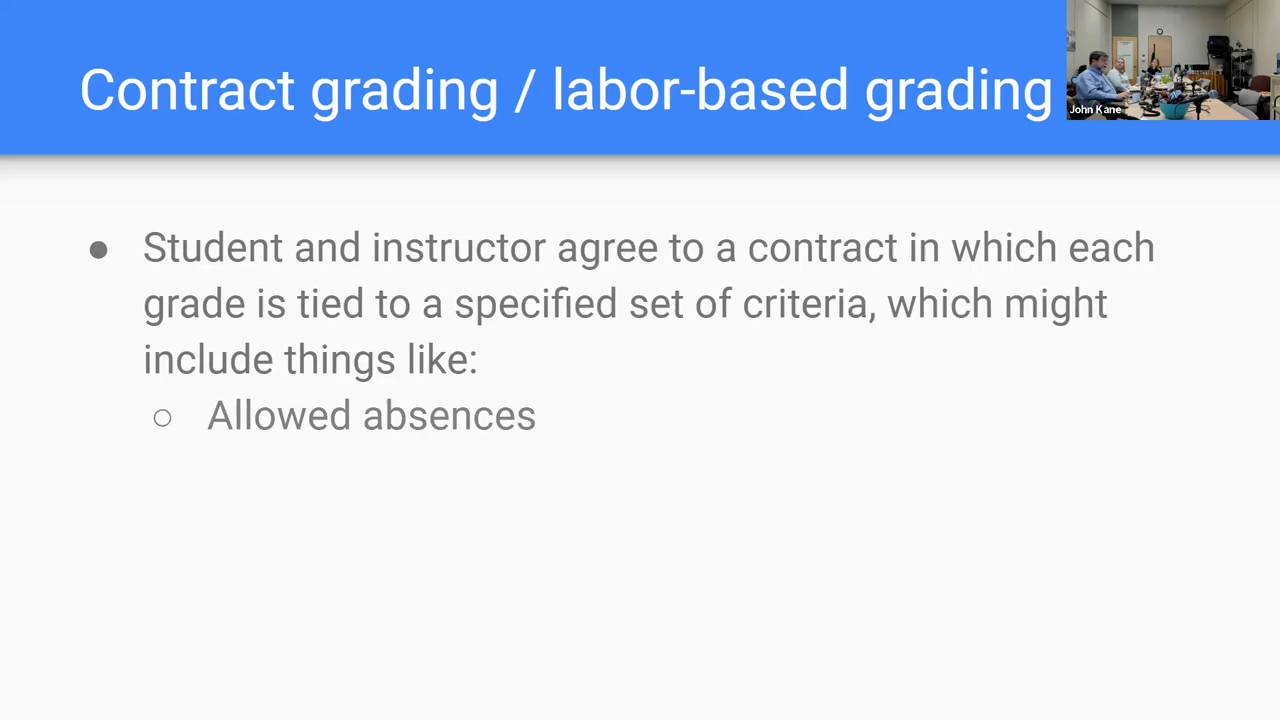 Contract grading / labor-based grading
John Kane
● Student and instructor agree to a contract in which each
grade is tied to a specified set of criteria, which might
include things like:
○ Allowed absences